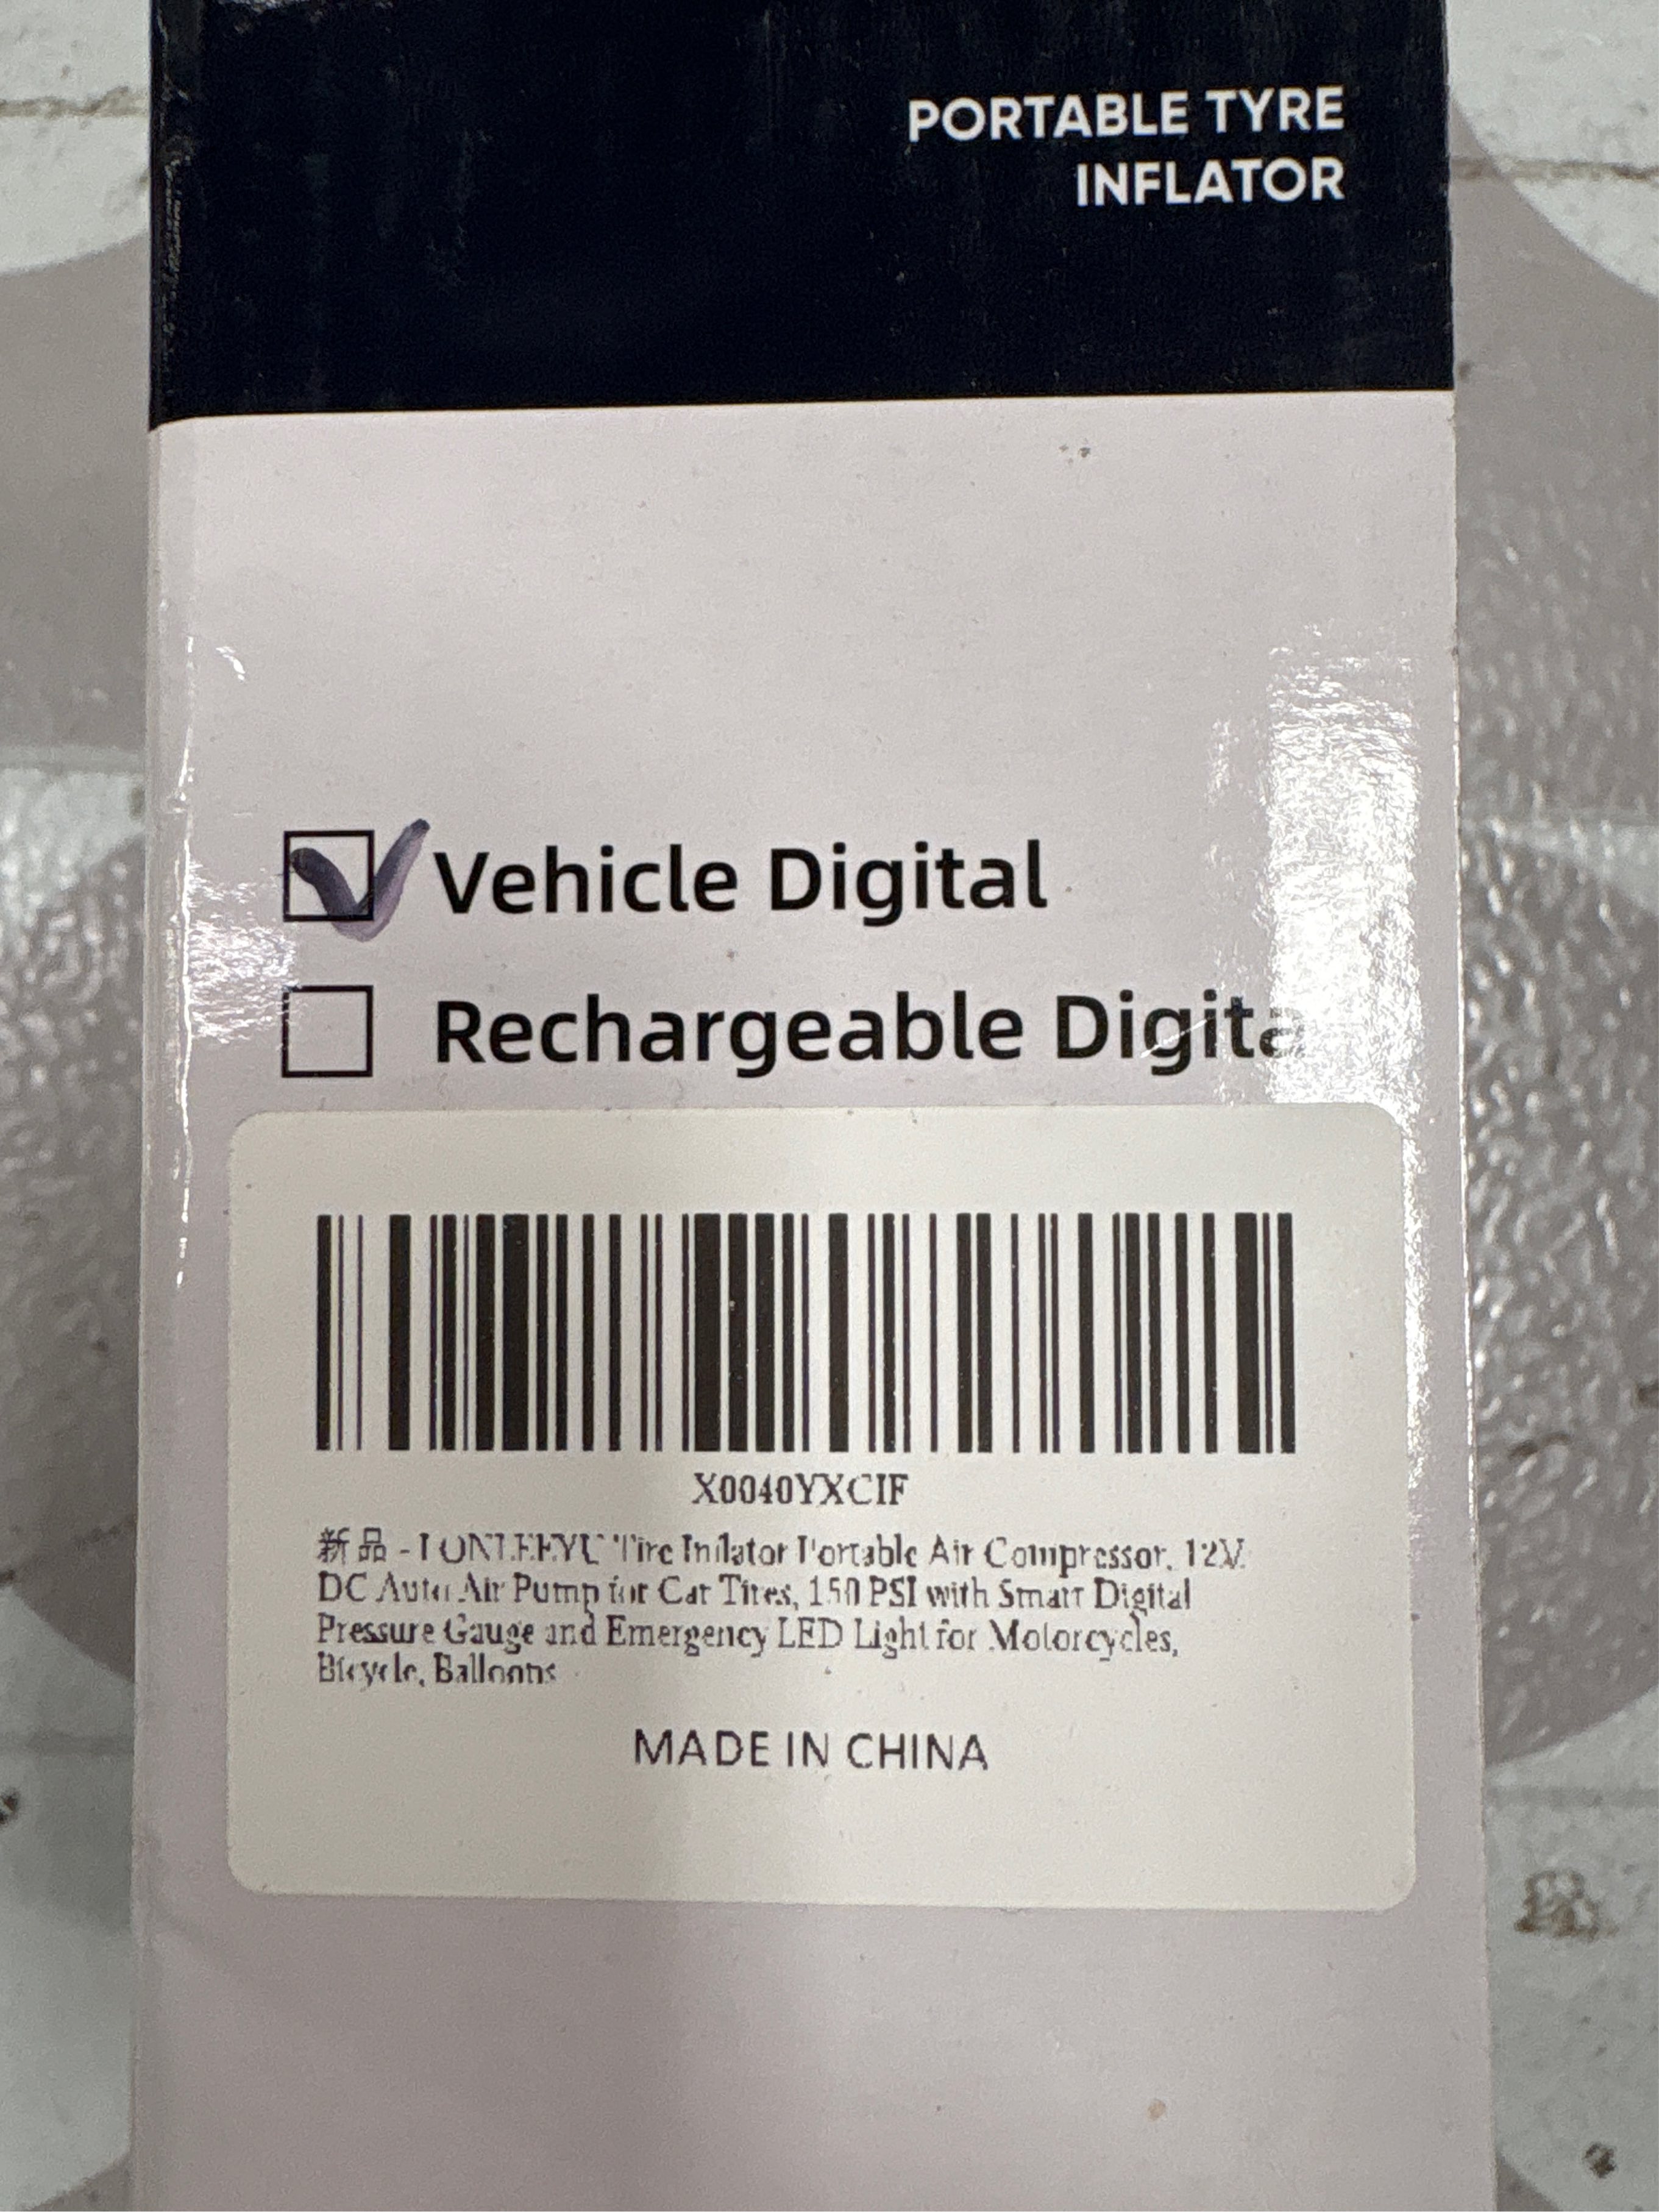 PORTABLE TYRE
INFLATOR
Vehicle Digital
Rechargeable Digita
X0040YXCIF
新品 - Tire Inflator Portable Air Compressor, 12V
DC Auto Air Pump for Car Tires, 150 PSI with Smart Digital
Pressure Gauge and Emergency LED Light for Motorcycles,
Bicycle, Balloons
MADE IN CHINA